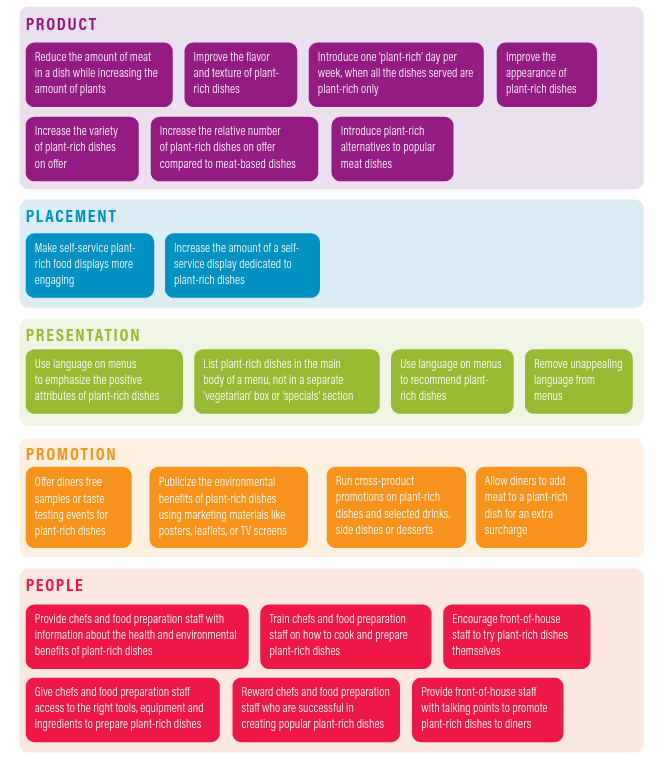 PRODUCT
Reduce the amount of meat
in a dish while increasing the
amount of plants
Improve the flavor
and texture of plant-
rich dishes
Introduce one 'plant-rich' day per
week, when all the dishes served are
plant-rich only
Improve the
appearance of
plant-rich dishes
Increase the variety
of plant-rich dishes
on offer
Increase the relative number
of plant-rich dishes on offer
compared to meat-based dishes
Introduce plant-rich
alternatives to popular
meat dishes
PLACEMENT
Make self-service plant-
rich food displays more
engaging
Increase the amount of a self-
service display dedicated to
plant-rich dishes
PRESENTATION
Use language on menus
to emphasize the positive
attributes of plant-rich dishes
List plant-rich dishes in the main
body of a menu, not in a separate
'vegetarian' box or 'specials' section
Use language on menus
to recommend plant-
rich dishes
Remove unappealing
language from
menus
PROMOTION
Offer diners free
samples or taste
testing events for
plant-rich dishes
Publicize the environmental
benefits of plant-rich dishes
using marketing materials like
posters, leaflets, or TV screens
Run cross-product
promotions on plant-rich
dishes and selected drinks,
side dishes or desserts
Allow diners to add
meat to a plant-rich
dish for an extra
surcharge
PEOPLE
Provide chefs and food preparation staff with
information about the health and environmental
benefits of plant-rich dishes
Train chefs and food preparation
staff on how to cook and prepare
plant-rich dishes
Encourage front-of-house
staff to try plant-rich dishes
themselves
Give chefs and food preparation staff
access to the right tools, equipment and
ingredients to prepare plant-rich dishes
Reward chefs and food preparation
staff who are successful in
creating popular plant-rich dishes
Provide front-of-house staff
with talking points to promote
plant-rich dishes to diners